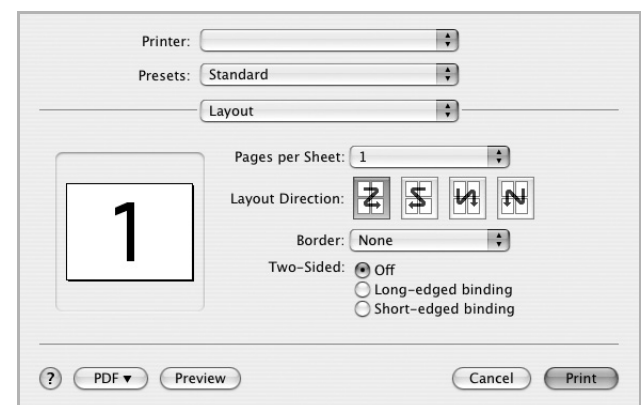 Printer:
Presets: Standard
Layout
Pages per Sheet: 1
Layout Direction:
Border: None
Two-Sided: Off
Long-edged binding
Short-edged binding
1
? PDF▼ Preview Cancel Print